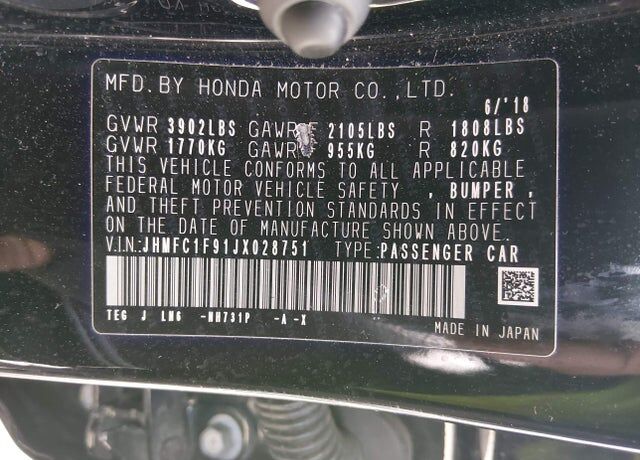 MFD. BY HONDA MOTOR CO.,LTD.
6/'18
GVWR 3902LBS GAWR F 2105LBS R 1808LBS
GVWR 1770KG GAWR 955KG R 820KG
THIS VEHICLE CONFORMS TO ALL APPLICABLE
FEDERAL MOTOR VEHICLE SAFETY , BUMPER ,
AND THEFT PREVENTION STANDARDS IN EFFECT
ON THE DATE OF MANUFACTURE SHOWN ABOVE.
V.I.N.:JHMFC1F91JX028751 TYPE:PASSENGER CAR
TEG J LN6 -NH731P -A -X
MADE IN JAPAN